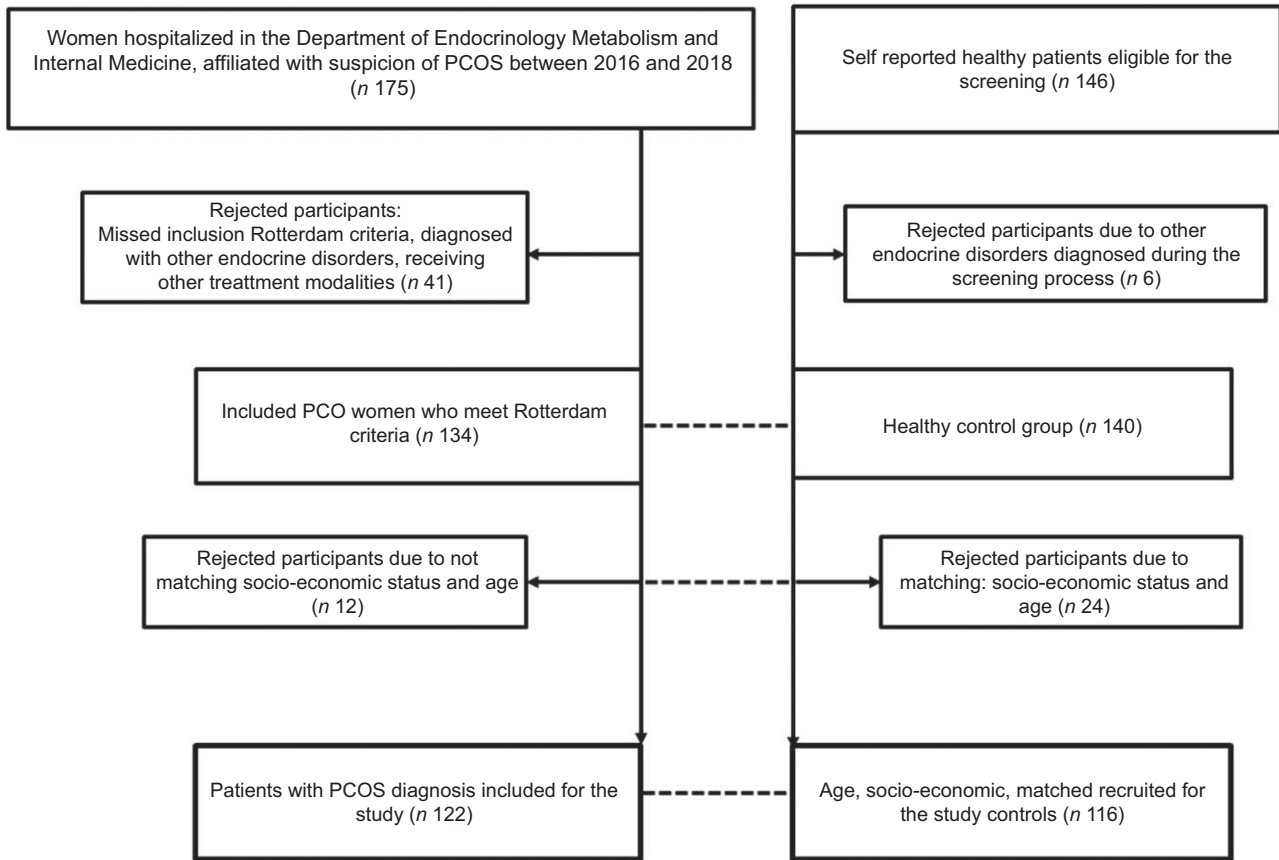 Women hospitalized in the Department of Endocrinology Metabolism and
Internal Medicine, affiliated with suspicion of PCOS between 2016 and 2018
(n 175)
Self reported healthy patients eligible for the
screening (n 146)
Rejected participants:
Missed inclusion Rotterdam criteria, diagnosed
with other endocrine disorders, receiving
other treattment modalities (n 41)
Rejected participants due to other
endocrine disorders diagnosed during the
screening process (n 6)
Included PCO women who meet Rotterdam
criteria (n 134)
Healthy control group (n 140)
Rejected participants due to not
matching socio-economic status and age
(n 12)
Rejected participants due to
matching: socio-economic status and
age (n 24)
Patients with PCOS diagnosis included for the
study (n 122)
Age, socio-economic, matched recruited for
the study controls (n 116)